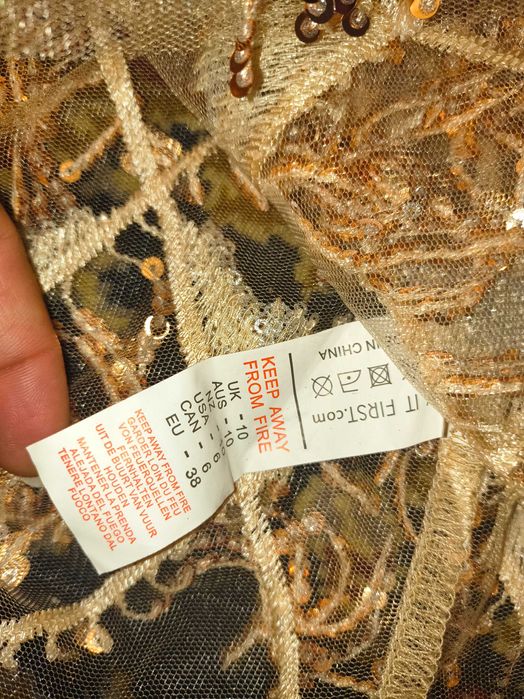 IT FIRST.com
IN CHINA
KEEP AWAY
FROM FIRE
UK - 10
AUS - 10
NZ -
USA - 6
CAN - 6
EU - 38
KEEP AWAY FROM FIRE
GARDER LOIN DU FEU
VON FEUERQUELLEN
FERNHALTEN
UIT DE BUURT VAN VUUR
HOUDEN
MANTENER LA PRENDA
ALEJADA DEL FUEGO
TENERE LONTANO DAL
FUOCO